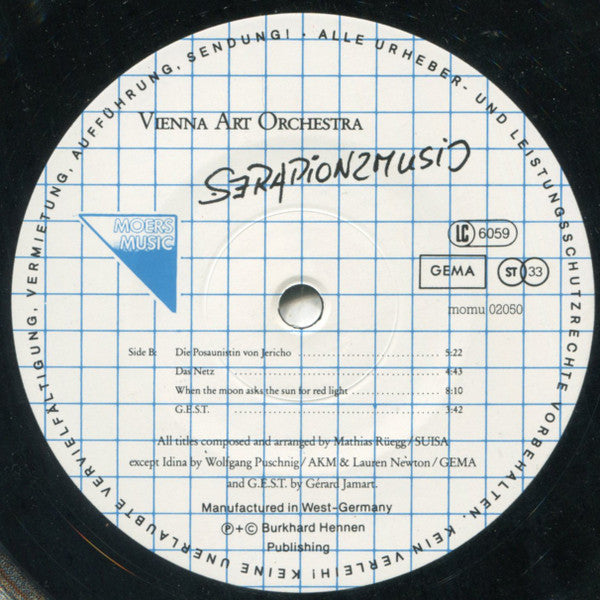 ALLE URHEBER- UND LEISTUNGSSCHUTZRECHTE VORBEHALTEN. KEIN VERLEIH! KEINE UNERLAUBTE VERVIELFÄLTIGUNG, VERMIETUNG, AUFFÜHRUNG, SENDUNG! ·
VIENNA ART ORCHESTRA
SERAPIONSMUSIC
MOERS
MUSIC
LC 6059
GEMA ST 33
momu 02050
Side B: Die Posaunistin von Jericho .......................... 5:22
Das Netz .......................................... 4:43
When the moon asks the sun for red light ................ 8:10
G.E.S.T. .......................................... 3:42
All titles composed and arranged by Mathias Rüegg/SUISA
except Idina by Wolfgang Puschnig/AKM & Lauren Newton/GEMA
and G.E.S.T. by Gérard Jamart.
Manufactured in West-Germany
Ⓟ+© Burkhard Hennen
Publishing